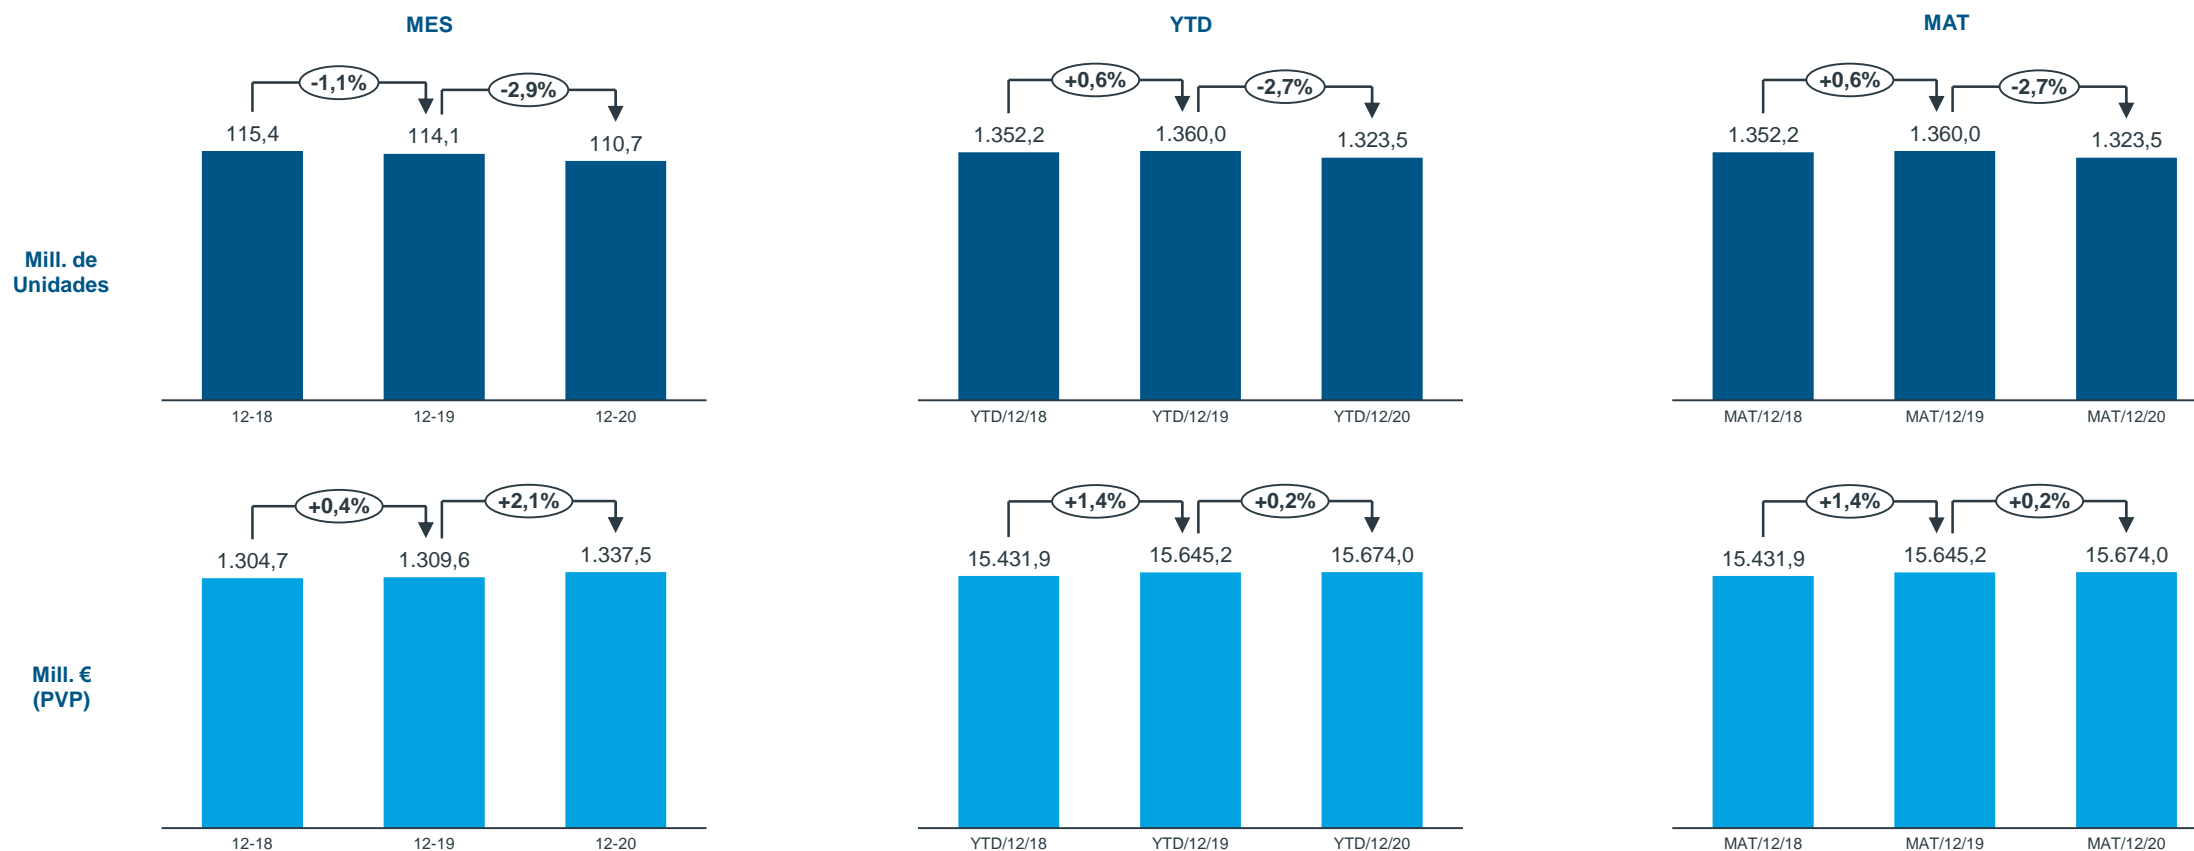 MES
YTD
MAT
-1,1%
-2,9%
+0,6%
-2,7%
+0,6%
-2,7%
115,4
114,1
110,7
1.352,2
1.360,0
1.323,5
1.352,2
1.360,0
1.323,5
Mill. de
Unidades
12-18
12-19
12-20
YTD/12/18
YTD/12/19
YTD/12/20
MAT/12/18
MAT/12/19
MAT/12/20
+0,4%
+2,1%
+1,4%
+0,2%
+1,4%
+0,2%
1.304,7
1.309,6
1.337,5
15.431,9
15.645,2
15.674,0
15.431,9
15.645,2
15.674,0
Mill. €
(PVP)
12-18
12-19
12-20
YTD/12/18
YTD/12/19
YTD/12/20
MAT/12/18
MAT/12/19
MAT/12/20